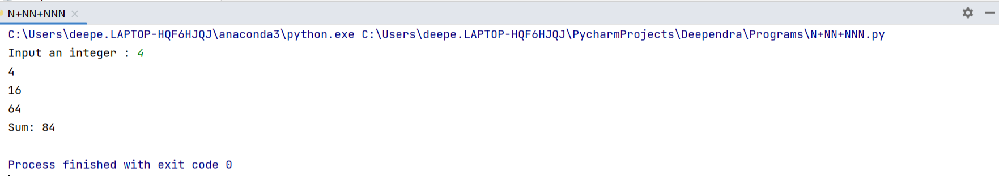 N+NN+NNN
C:\Users\deepe.LAPTOP-HQF6HJQJ\anaconda3\python.exe C:\Users\deepe.LAPTOP-HQF6HJQJ\PycharmProjects\Deependra\Programs\N+NN+NNN.py
Input an integer : 4
4
16
64
Sum: 84
Process finished with exit code 0